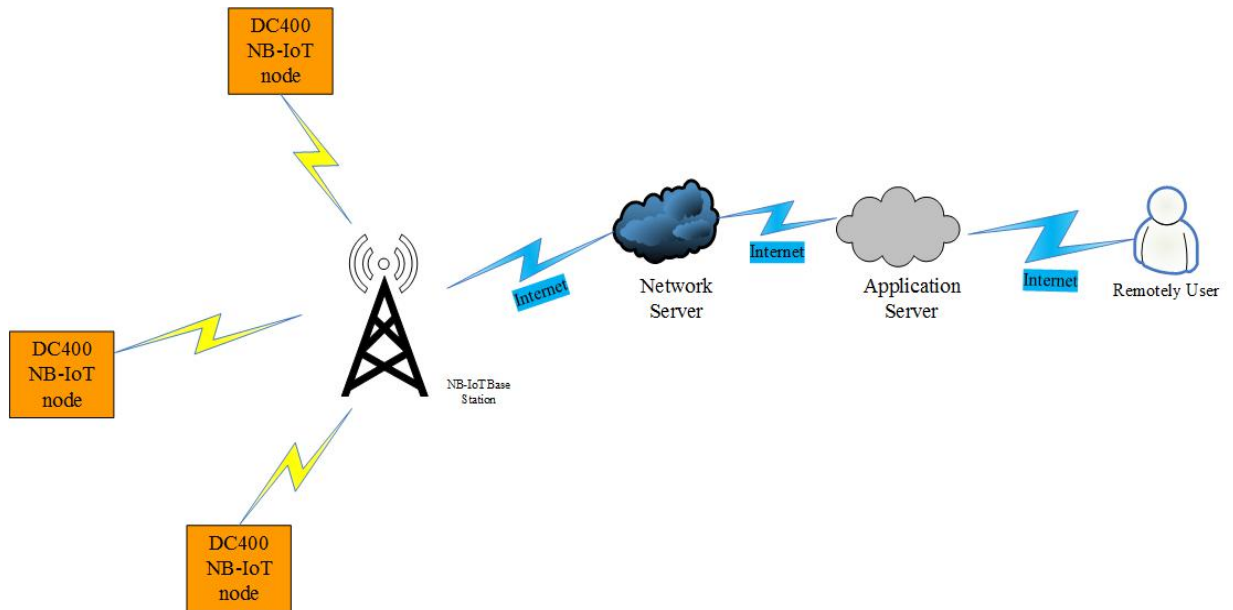 DC400
NB-IoT
node
DC400
NB-IoT
node
DC400
NB-IoT
node
NB-IoT Base
Station
Internet
Network
Server
Internet
Application
Server
Internet
Remotely User